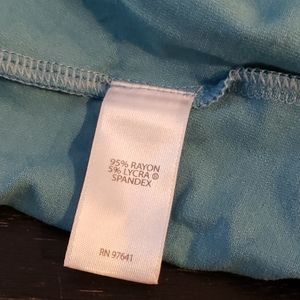 95% RAYON
5% LYCRA ®
SPANDEX
RN 97641